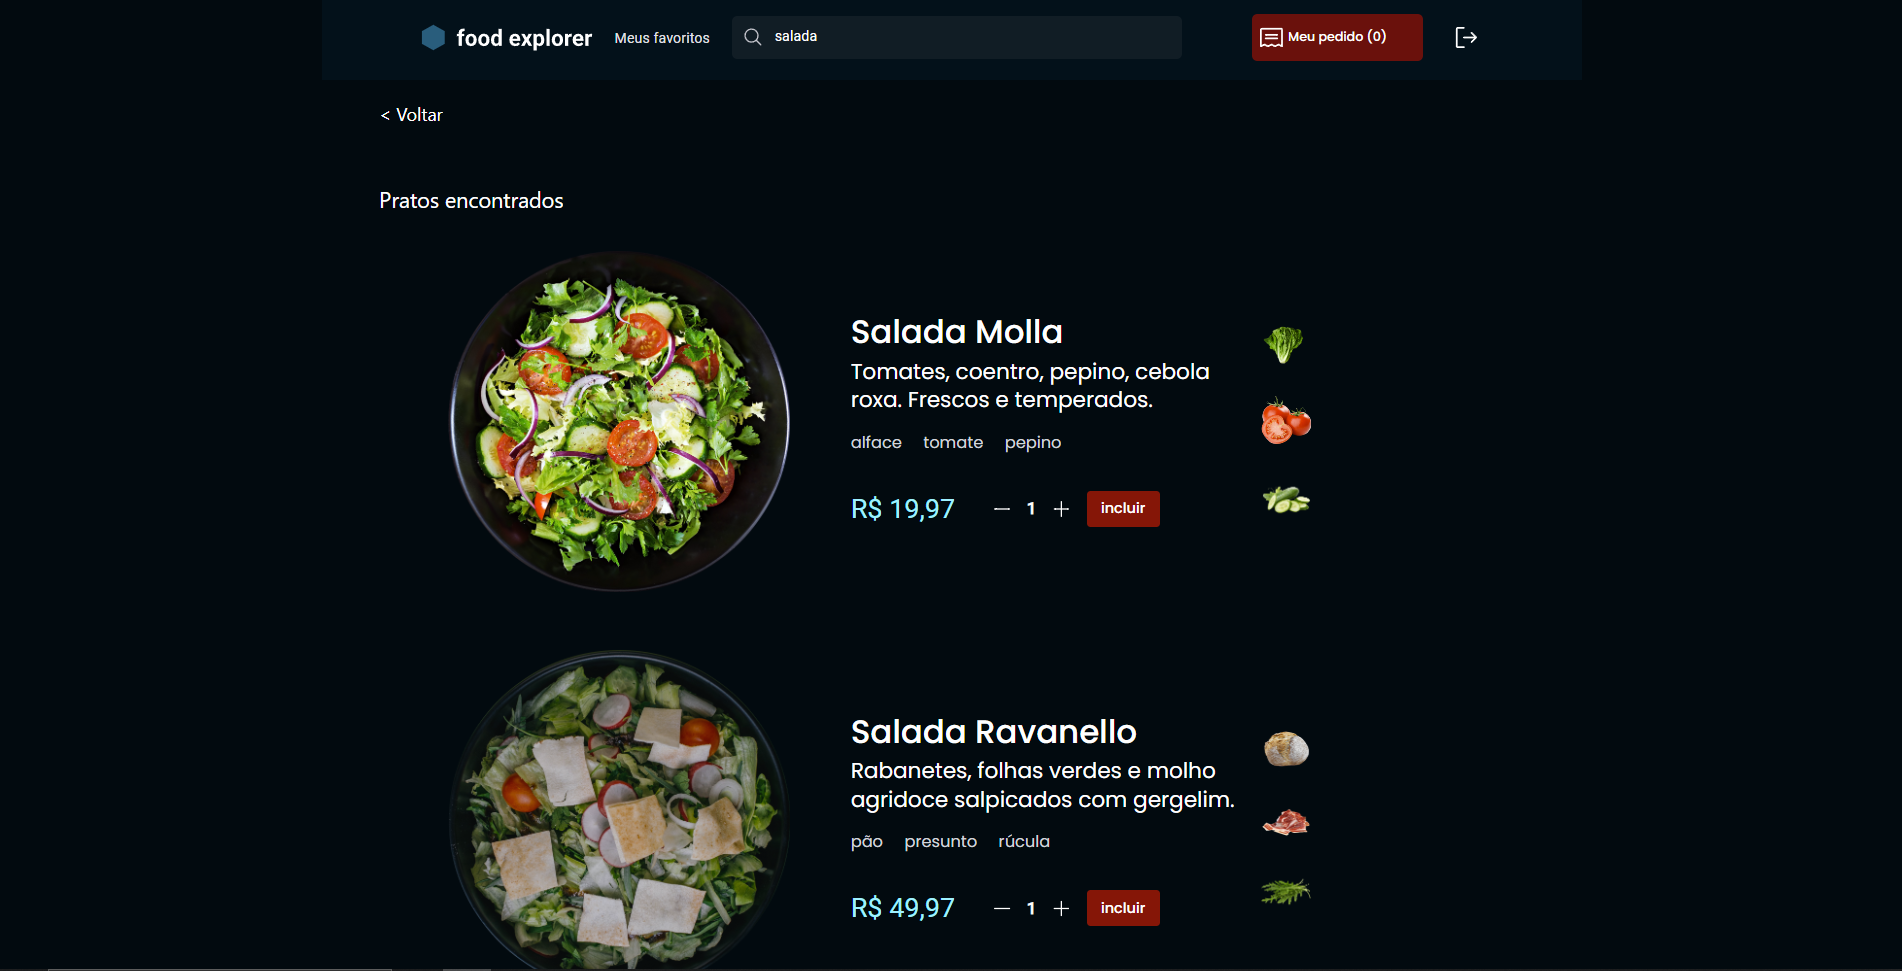 food explorer
Meus favoritos
salada
Meu pedido (0)
< Voltar
Pratos encontrados
Salada Molla
Tomates, coentro, pepino, cebola
roxa. Frescos e temperados.
alface tomate pepino
R$ 19,97
1
incluir
Salada Ravanello
Rabanetes, folhas verdes e molho
agridoce salpicados com gergelim.
pão presunto rúcula
R$ 49,97
1
incluir